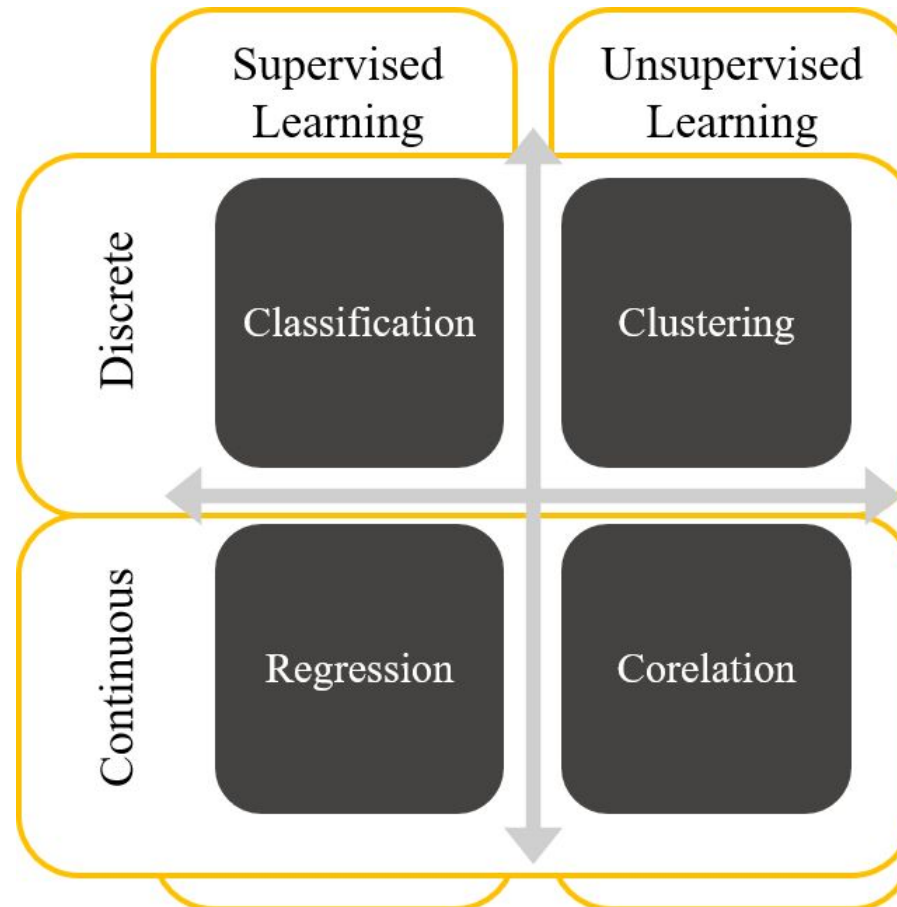 Supervised
Learning
Unsupervised
Learning
Discrete
Classification
Clustering
Continuous
Regression
Corelation